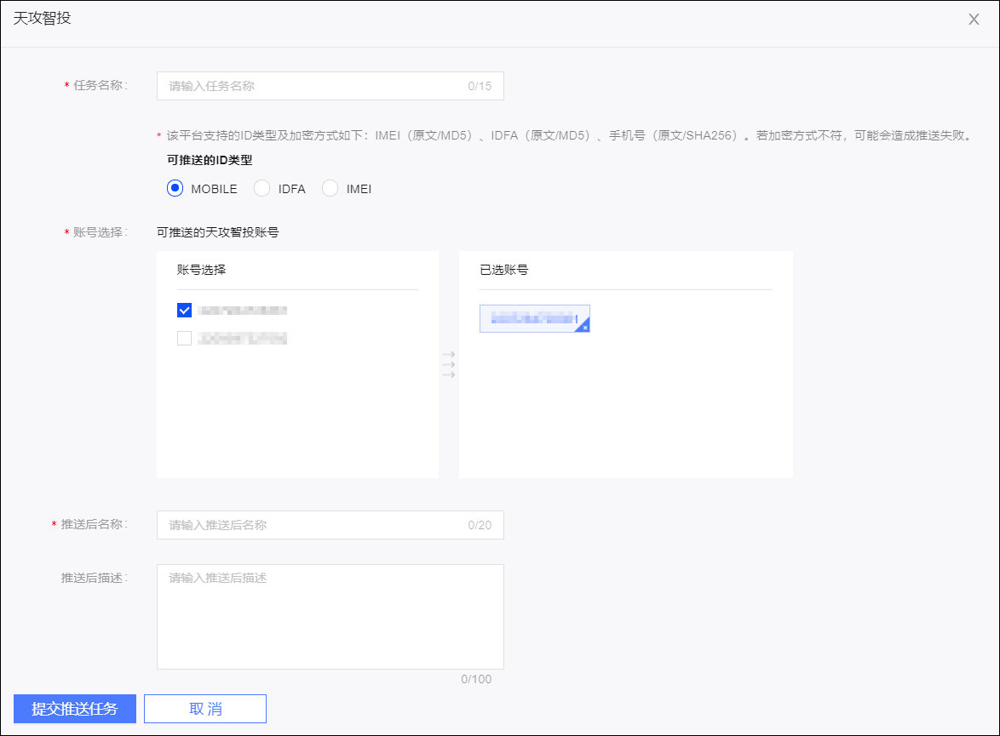 天攻智投
X
* 任务名称:
请输入任务名称 0/15
* 该平台支持的ID类型及加密方式如下：IMEI（原文/MD5）、IDFA（原文/MD5）、手机号（原文/SHA256）。若加密方式不符，可能会造成推送失败。
可推送的ID类型
MOBILE IDFA IMEI
* 账号选择: 可推送的天攻智投账号
账号选择 已选账号
* 推送后名称: 请输入推送后名称 0/20
推送后描述: 请输入推送后描述
0/100
提交推送任务 取消